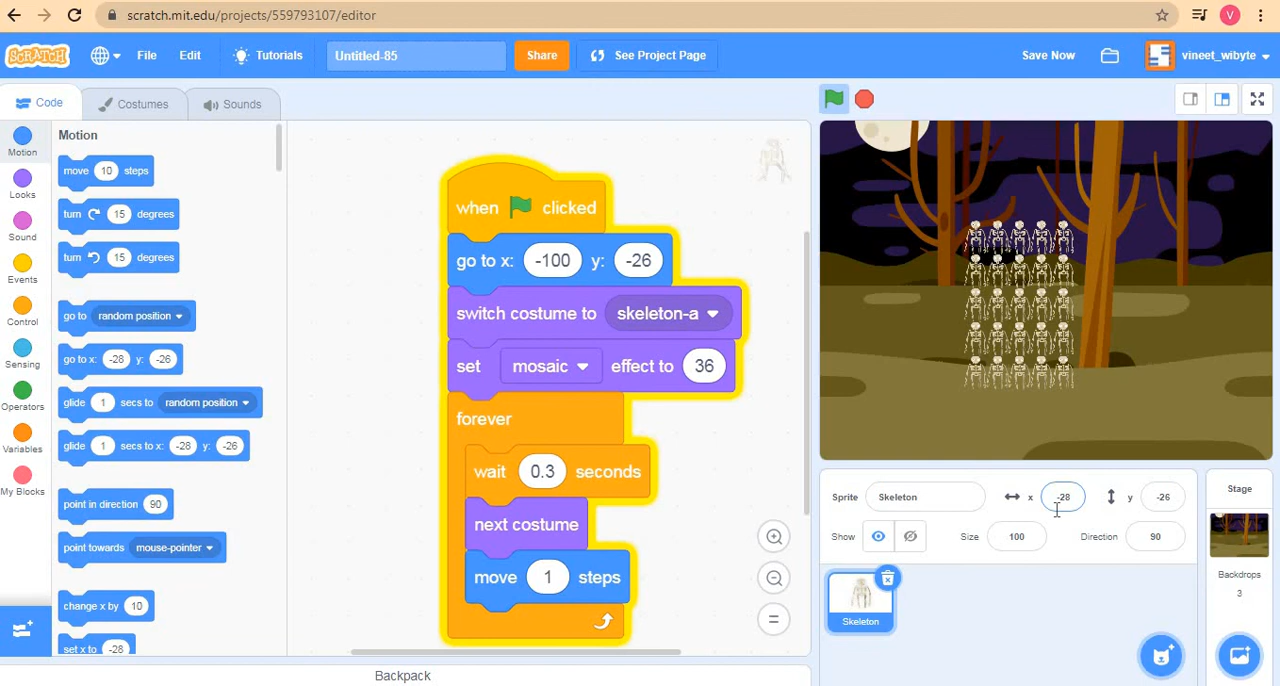 scratch.mit.edu/projects/559793107/editor
V
SCRATCH
File
Edit
Tutorials
Untitled-85
Share
See Project Page
Save Now
vineet_wibyte
Code
Costumes
Sounds
Motion
Looks
Sound
Events
Control
Sensing
Operators
Variables
My Blocks
Motion
move 10 steps
turn 15 degrees
turn 15 degrees
go to random position
go to x: -28 y: -26
glide 1 secs to random position
glide 1 secs to x: -28 y: -26
point in direction 90
point towards mouse-pointer
change x by 10
set x to -28
when clicked
go to x: -100 y: -26
switch costume to skeleton-a
set mosaic effect to 36
forever
wait 0.3 seconds
next costume
move 1 steps
Backpack
Sprite Skeleton x -28 y -26
Show Size 100 Direction 90
Skeleton
Stage
Backdrops
3